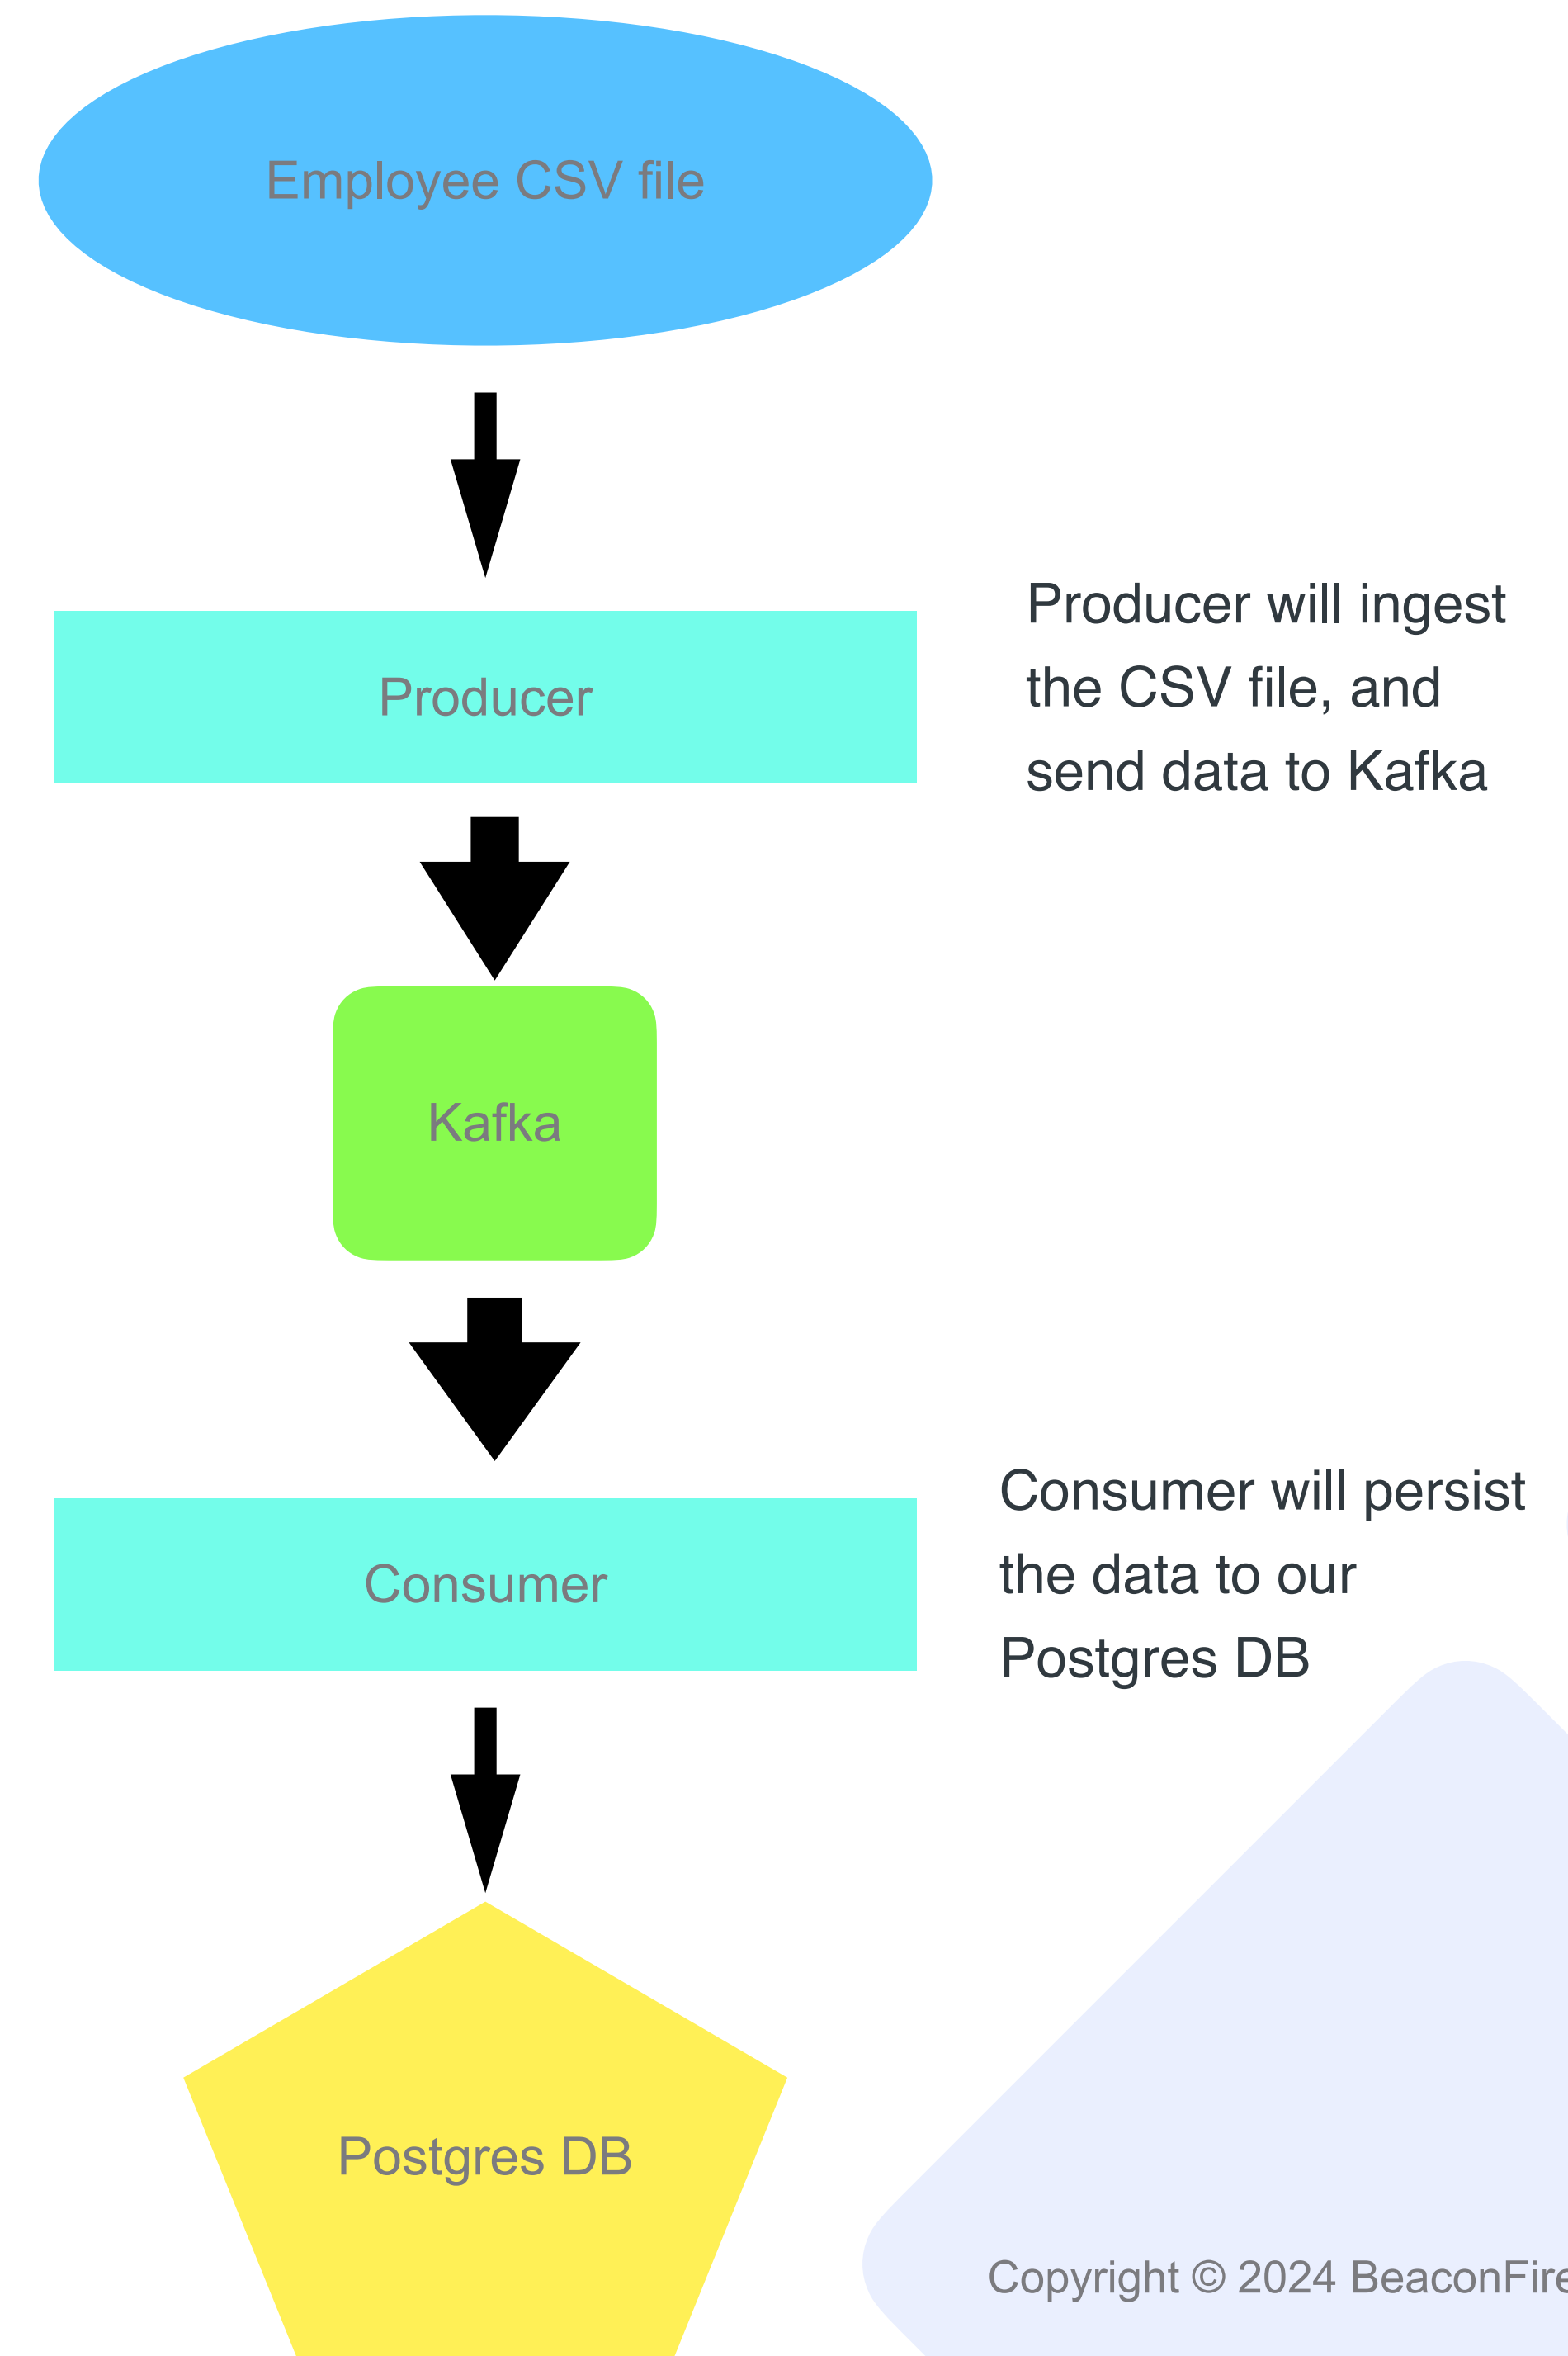 Employee CSV file
Producer
Producer will ingest
the CSV file, and
send data to Kafka
Kafka
Consumer
Consumer will persist
the data to our
Postgres DB
Postgres DB
Copyright © 2024 BeaconFire